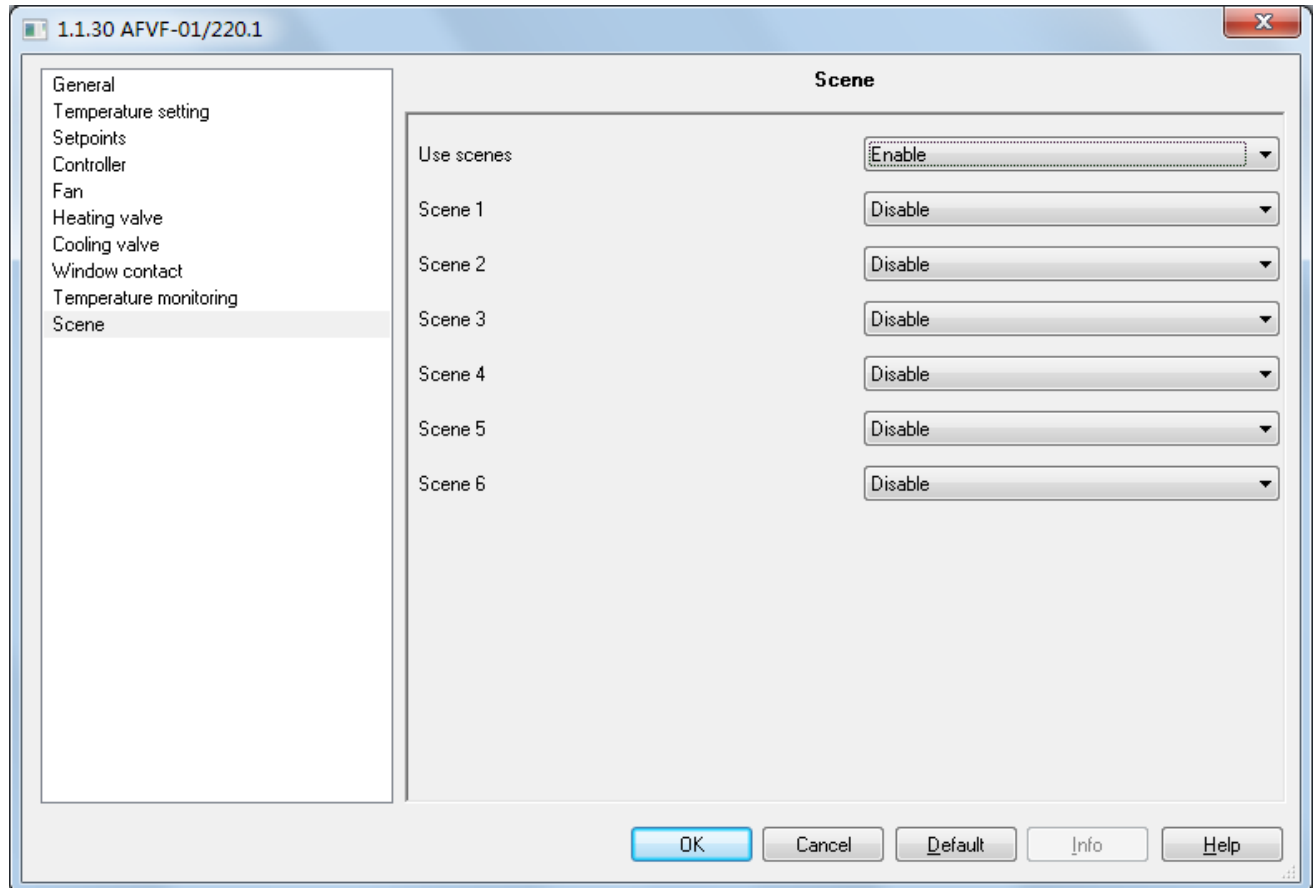 1.1.30 AFVF-01/220.1
General
Temperature setting
Setpoints
Controller
Fan
Heating valve
Cooling valve
Window contact
Temperature monitoring
Scene
Scene
Use scenes Enable
Scene 1 Disable
Scene 2 Disable
Scene 3 Disable
Scene 4 Disable
Scene 5 Disable
Scene 6 Disable
OK Cancel Default Info Help